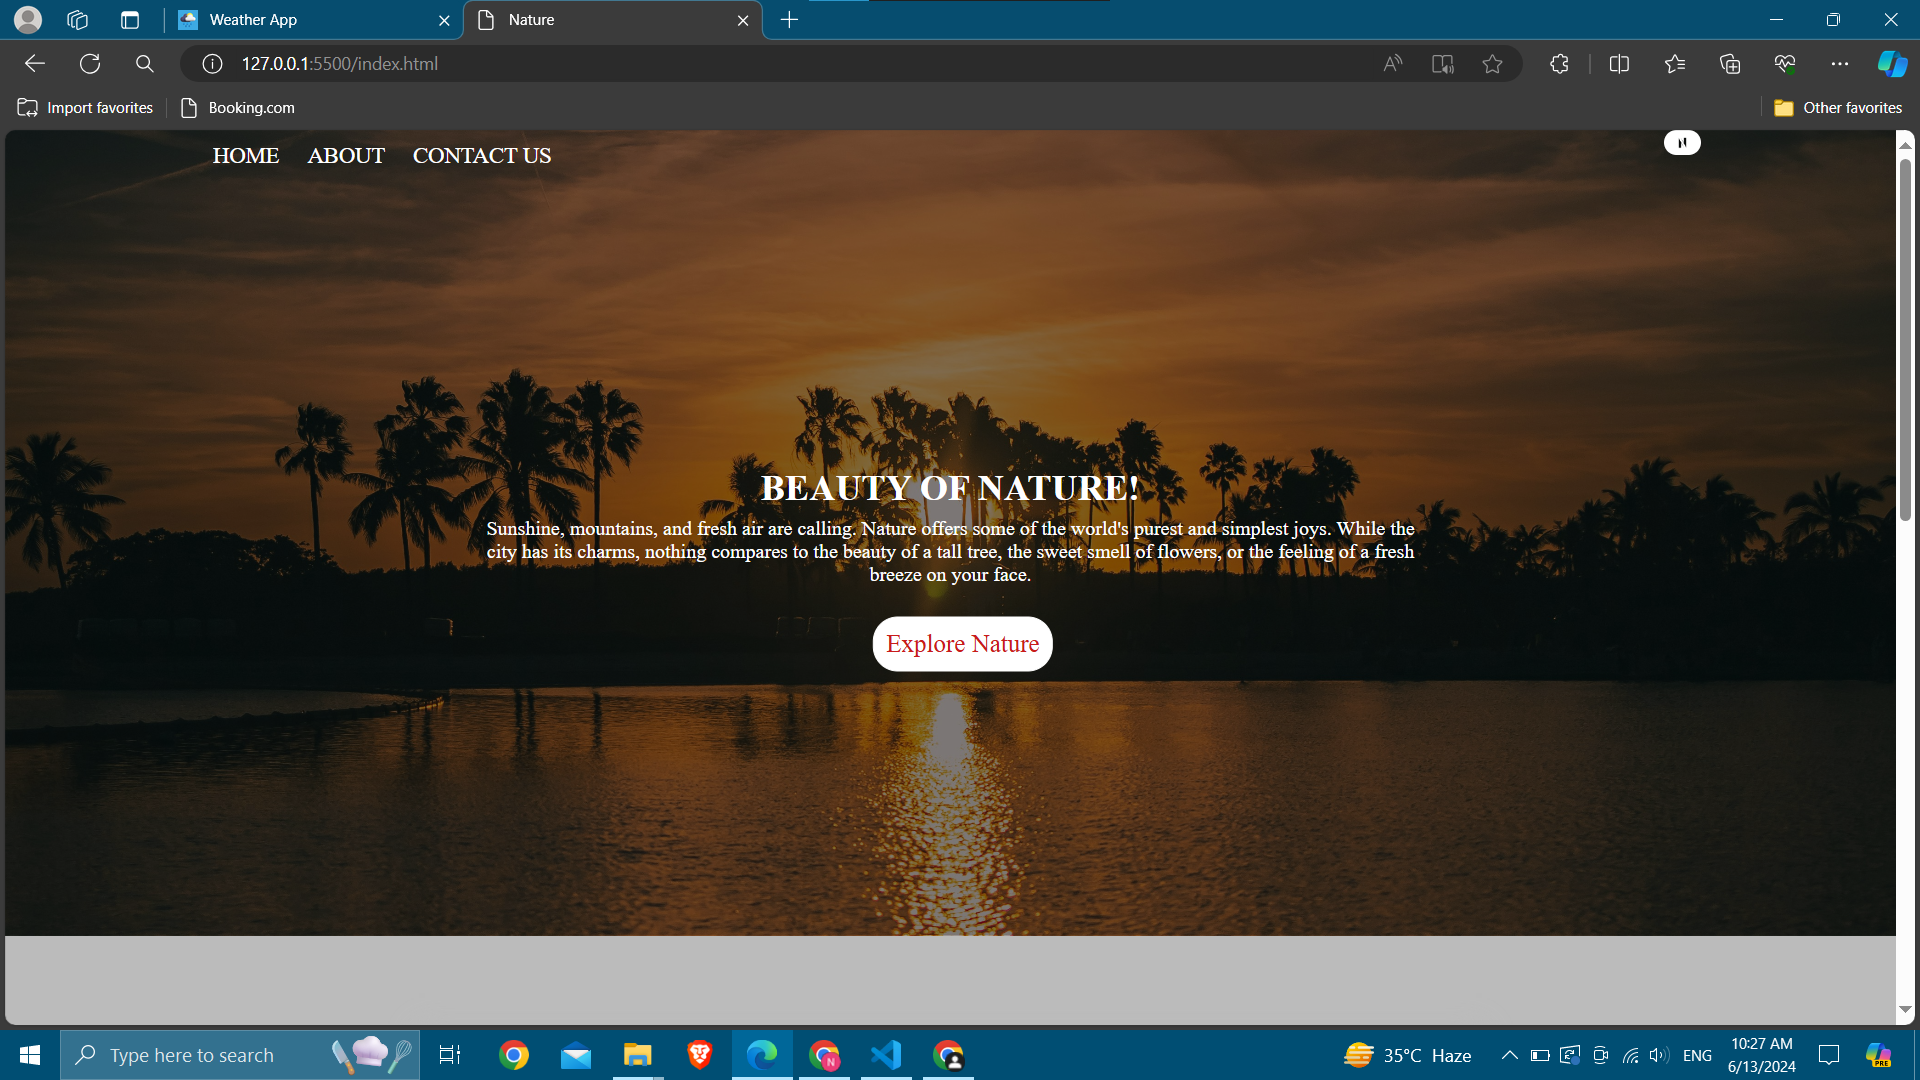 Weather App
Nature
127.0.0.1:5500/index.html
Import favorites
Booking.com
Other favorites
HOME ABOUT CONTACT US
BEAUTY OF NATURE!
Sunshine, mountains, and fresh air are calling. Nature offers some of the world's purest and simplest joys. While the
city has its charms, nothing compares to the beauty of a tall tree, the sweet smell of flowers, or the feeling of a fresh
breeze on your face.
Explore Nature
Type here to search
N
35°C Haze
ENG
10:27 AM
6/13/2024
PRE